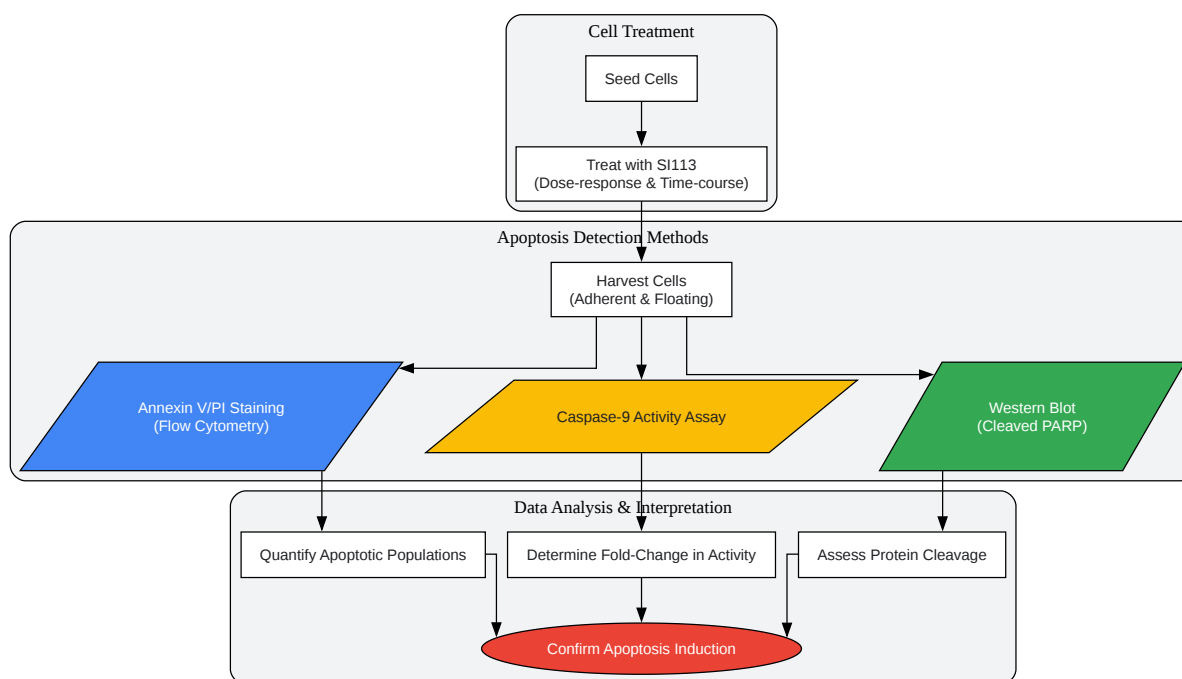 Cell Treatment
Seed Cells
Treat with SI113
(Dose-response & Time-course)
Apoptosis Detection Methods
Harvest Cells
(Adherent & Floating)
Annexin V/PI Staining
(Flow Cytometry)
Caspase-9 Activity Assay
Western Blot
(Cleaved PARP)
Data Analysis & Interpretation
Quantify Apoptotic Populations
Determine Fold-Change in Activity
Assess Protein Cleavage
Confirm Apoptosis Induction